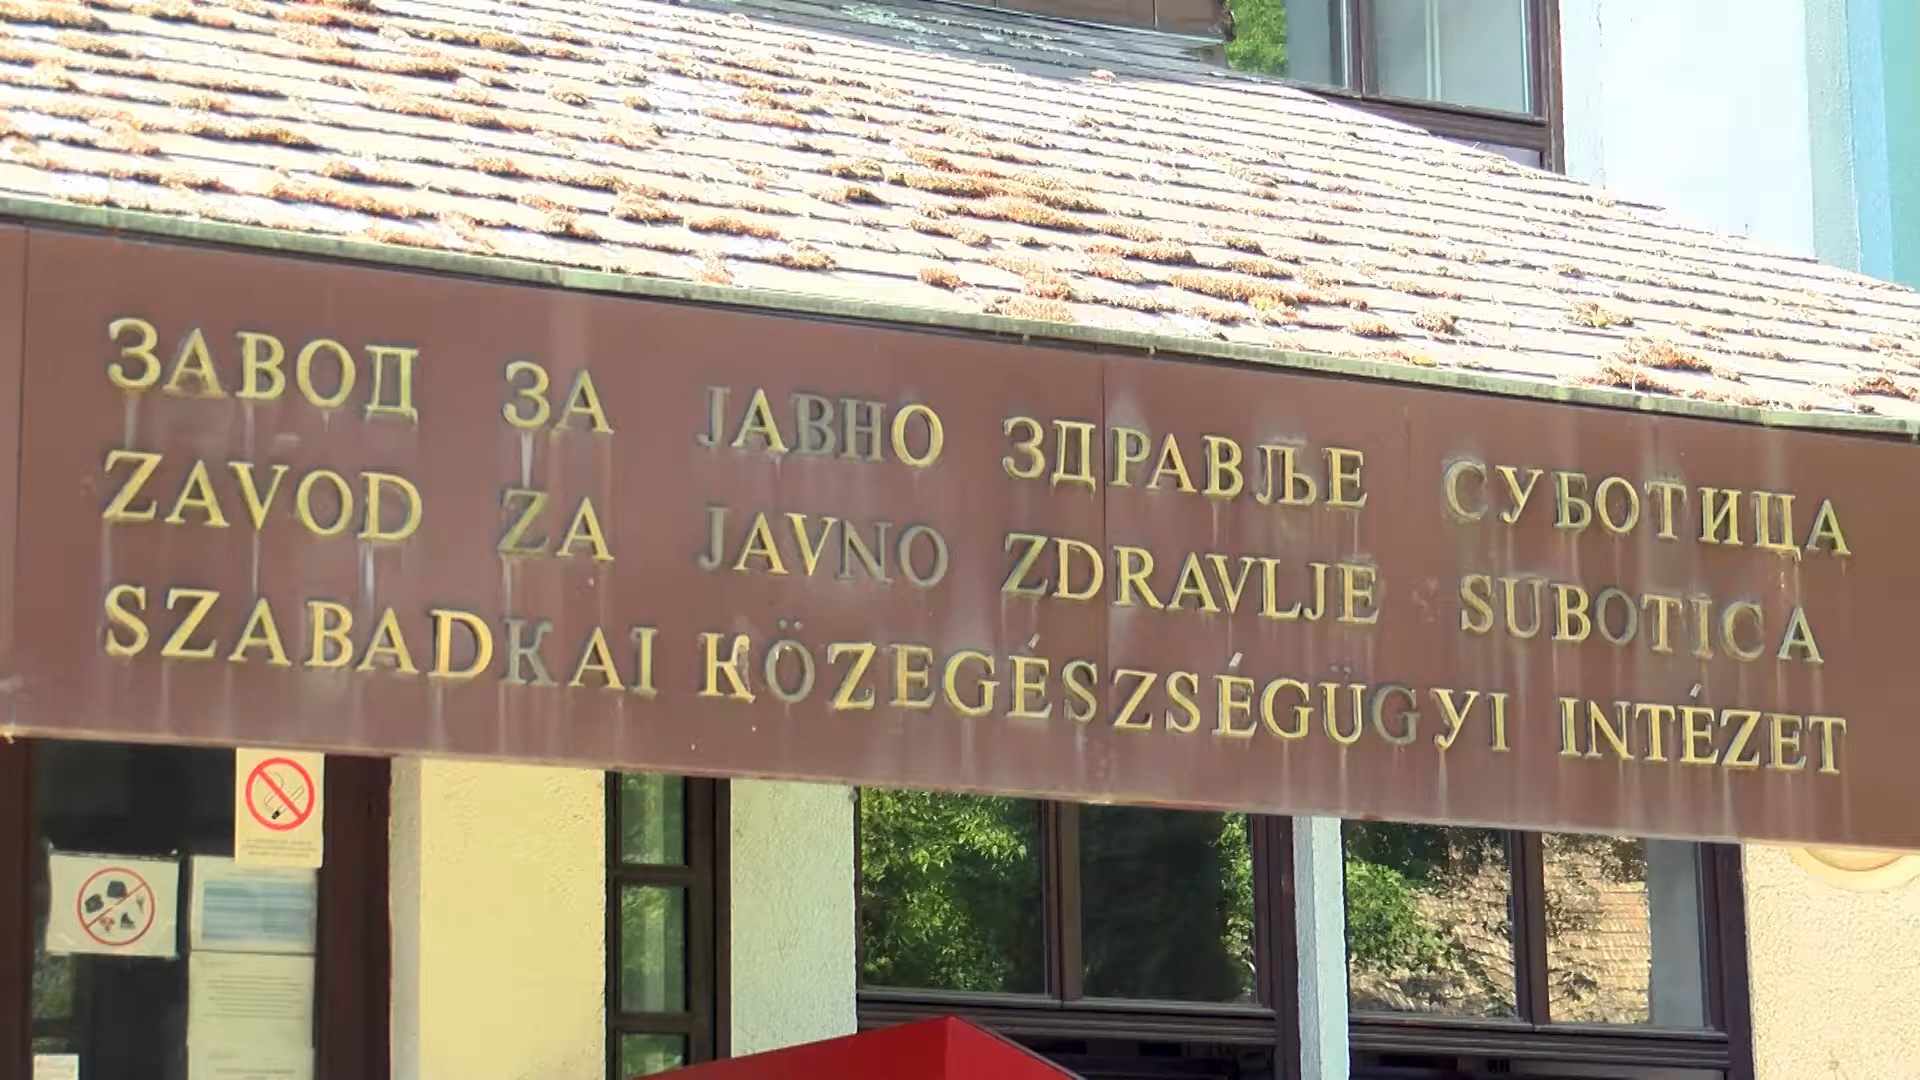 ЗАВОД ЗА ЈАВНО ЗДРАВЉЕ СУБОТИЦА
ZAVOD ZA JAVNO ZDRAVLJE SUBOTICA
SZABADKAI KÖZEGÉSZSÉGÜGYI INTÉZET